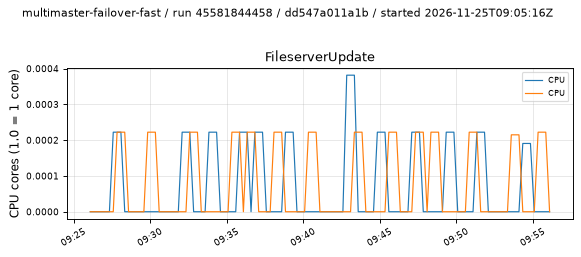 multimaster-failover-fast / run 45581844458 / dd547a011a1b / started 2026-11-25T09:05:16Z
FileserverUpdate
CPU cores (1.0 = 1 core)
0.0004
0.0003
0.0002
0.0001
0.0000
CPU
CPU
09:25
09:30
09:35
09:40
09:45
09:50
09:55